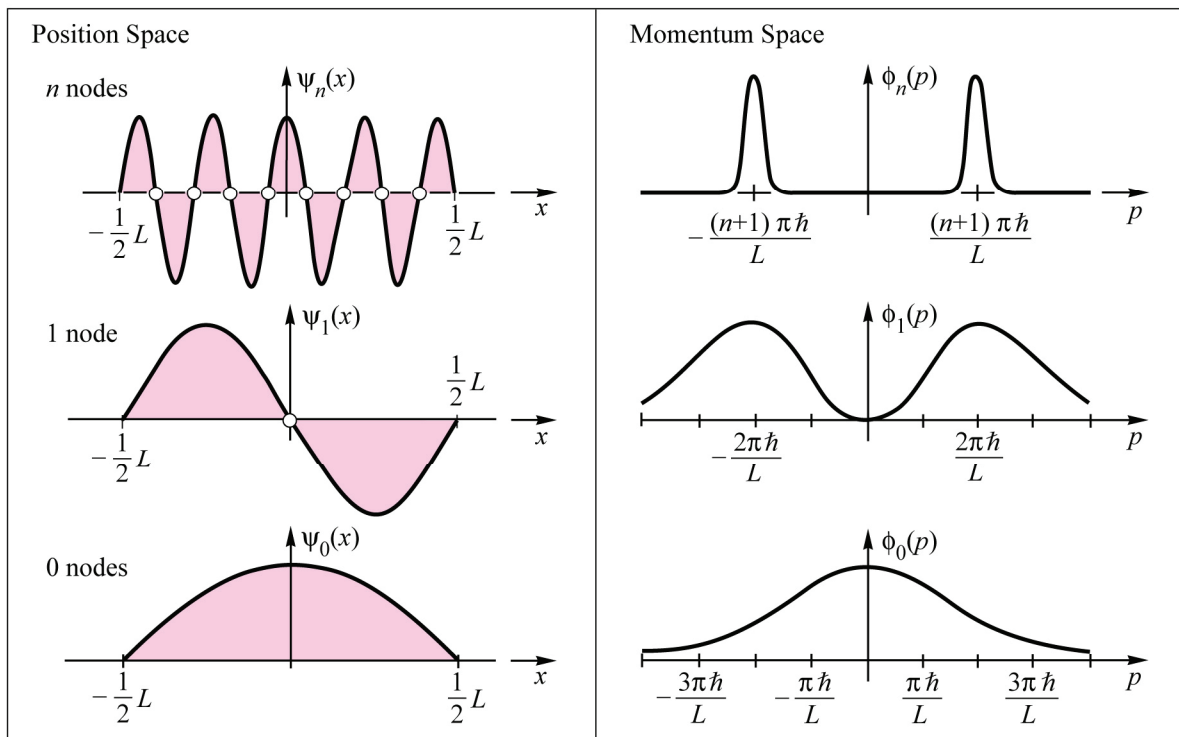 Position Space
n nodes
ψₙ(x)
−1/2 L
1/2 L
x
1 node
ψ₁(x)
1/2 L
−1/2 L
x
0 nodes
ψ₀(x)
−1/2 L
1/2 L
x
Momentum Space
ϕₙ(p)
−(n+1) πħ/L
(n+1) πħ/L
p
ϕ₁(p)
−2πħ/L
2πħ/L
p
ϕ₀(p)
−3πħ/L
−πħ/L
πħ/L
3πħ/L
p